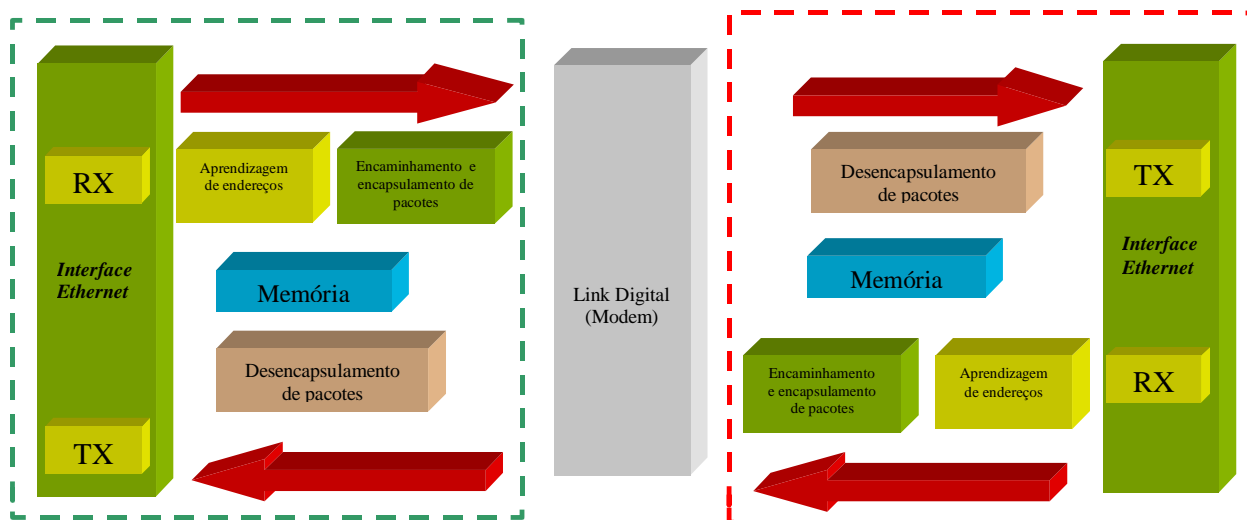 RX
Aprendizagem
de endereços
Encaminhamento e
encapsulamento de
pacotes
Interface
Ethernet
Memória
Desencapsulamento
de pacotes
TX
Link Digital
(Modem)
Desencapsulamento
de pacotes
TX
Interface
Ethernet
Memória
Encaminhamento
e encapsulamento
de pacotes
Aprendizagem
de endereços
RX